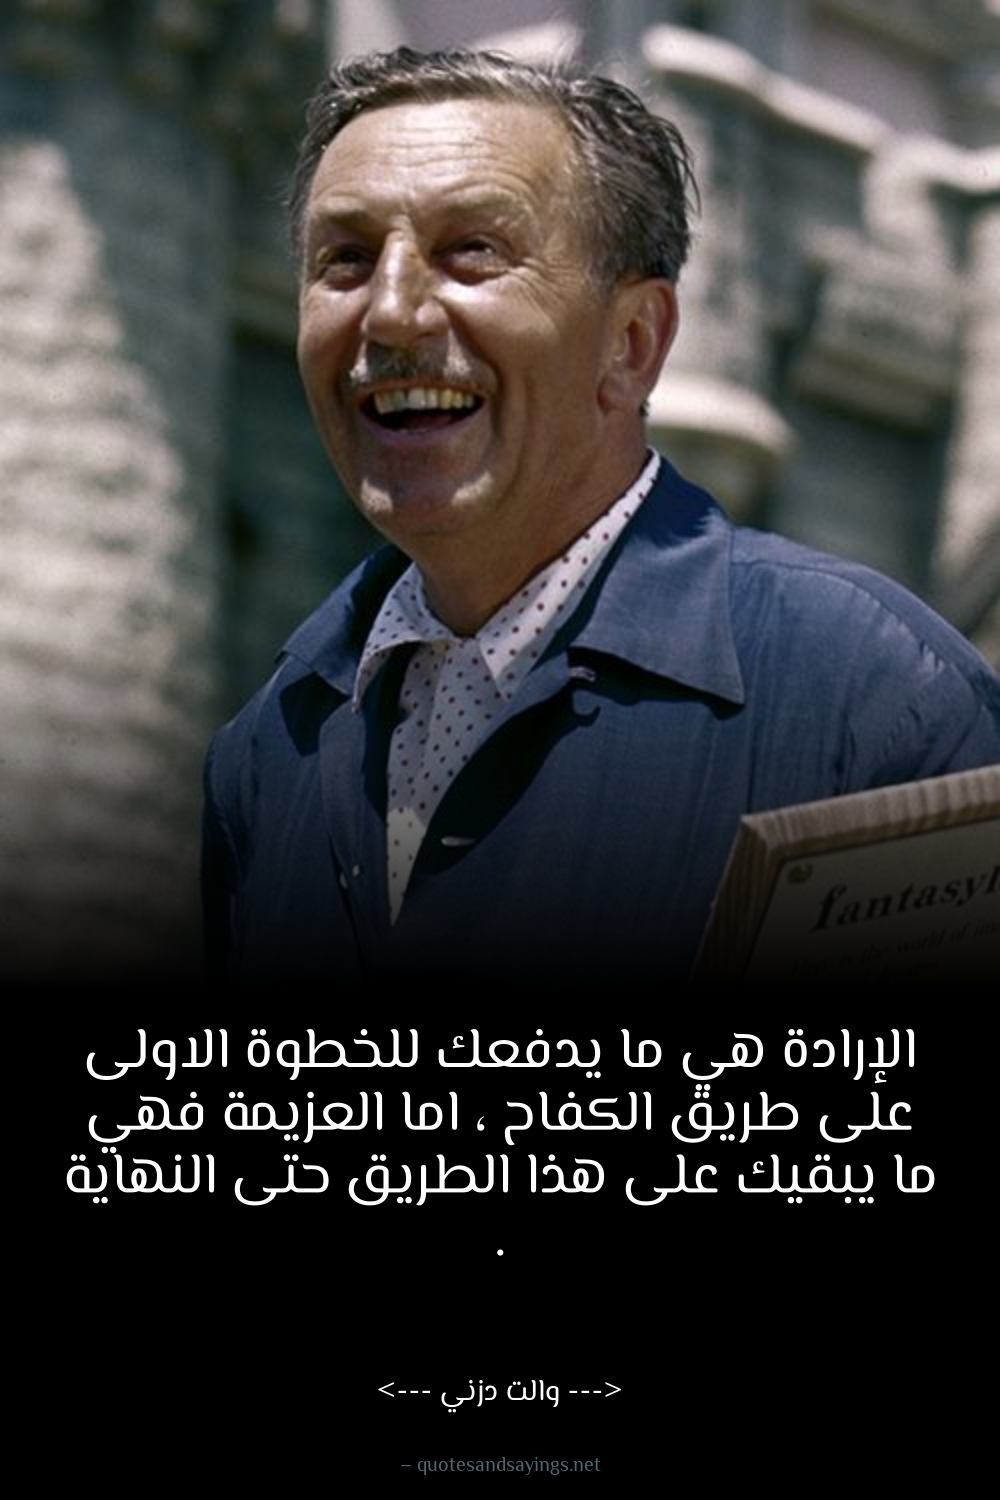 fantasyl
الإرادة هي ما يدفعك للخطوة الاولى
على طريق الكفاح ، اما العزيمة فهي
ما يبقيك على هذا الطريق حتى النهاية
.
<--- والت دزني --->
– quotesandsayings.net